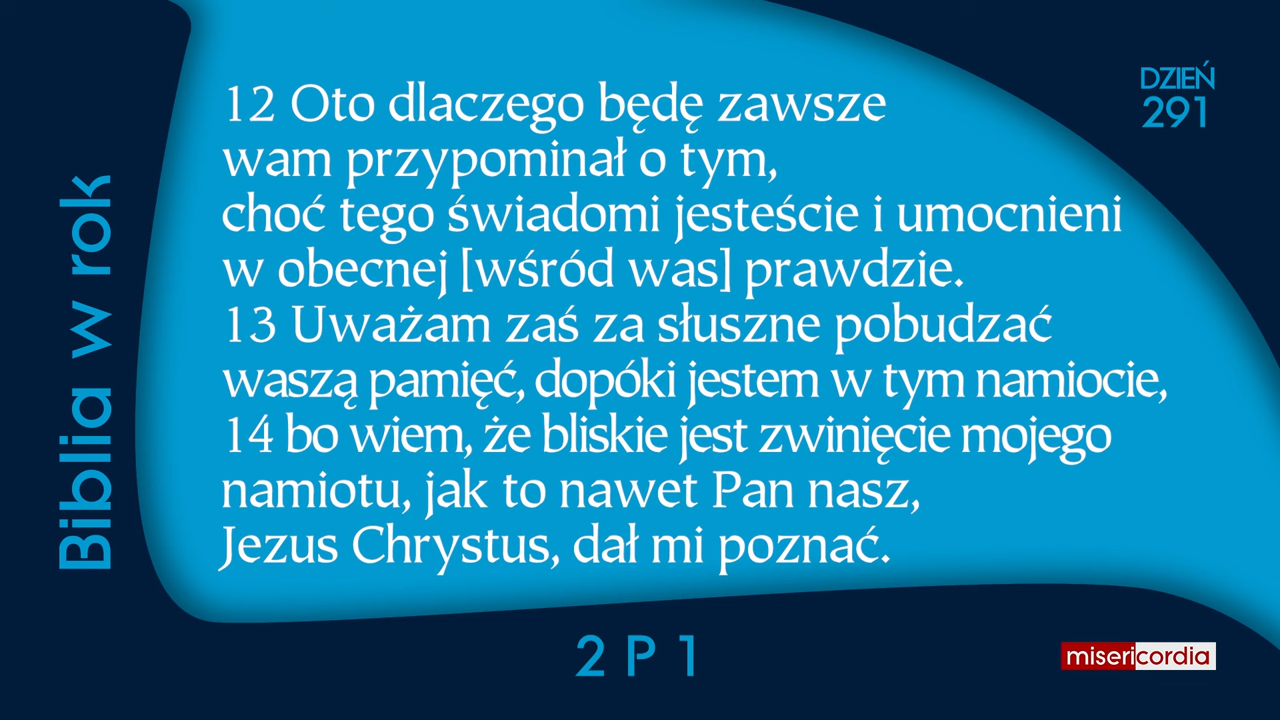 DZIEŃ
291
Biblia w rok
12 Oto dlaczego będę zawsze
wam przypominał o tym,
choć tego świadomi jesteście i umocnieni
w obecnej [wśród was] prawdzie.
13 Uważam zaś za słuszne pobudzać
waszą pamięć, dopóki jestem w tym namiocie,
14 bo wiem, że bliskie jest zwinięcie mojego
namiotu, jak to nawet Pan nasz,
Jezus Chrystus, dał mi poznać.
2 P 1
misericordia